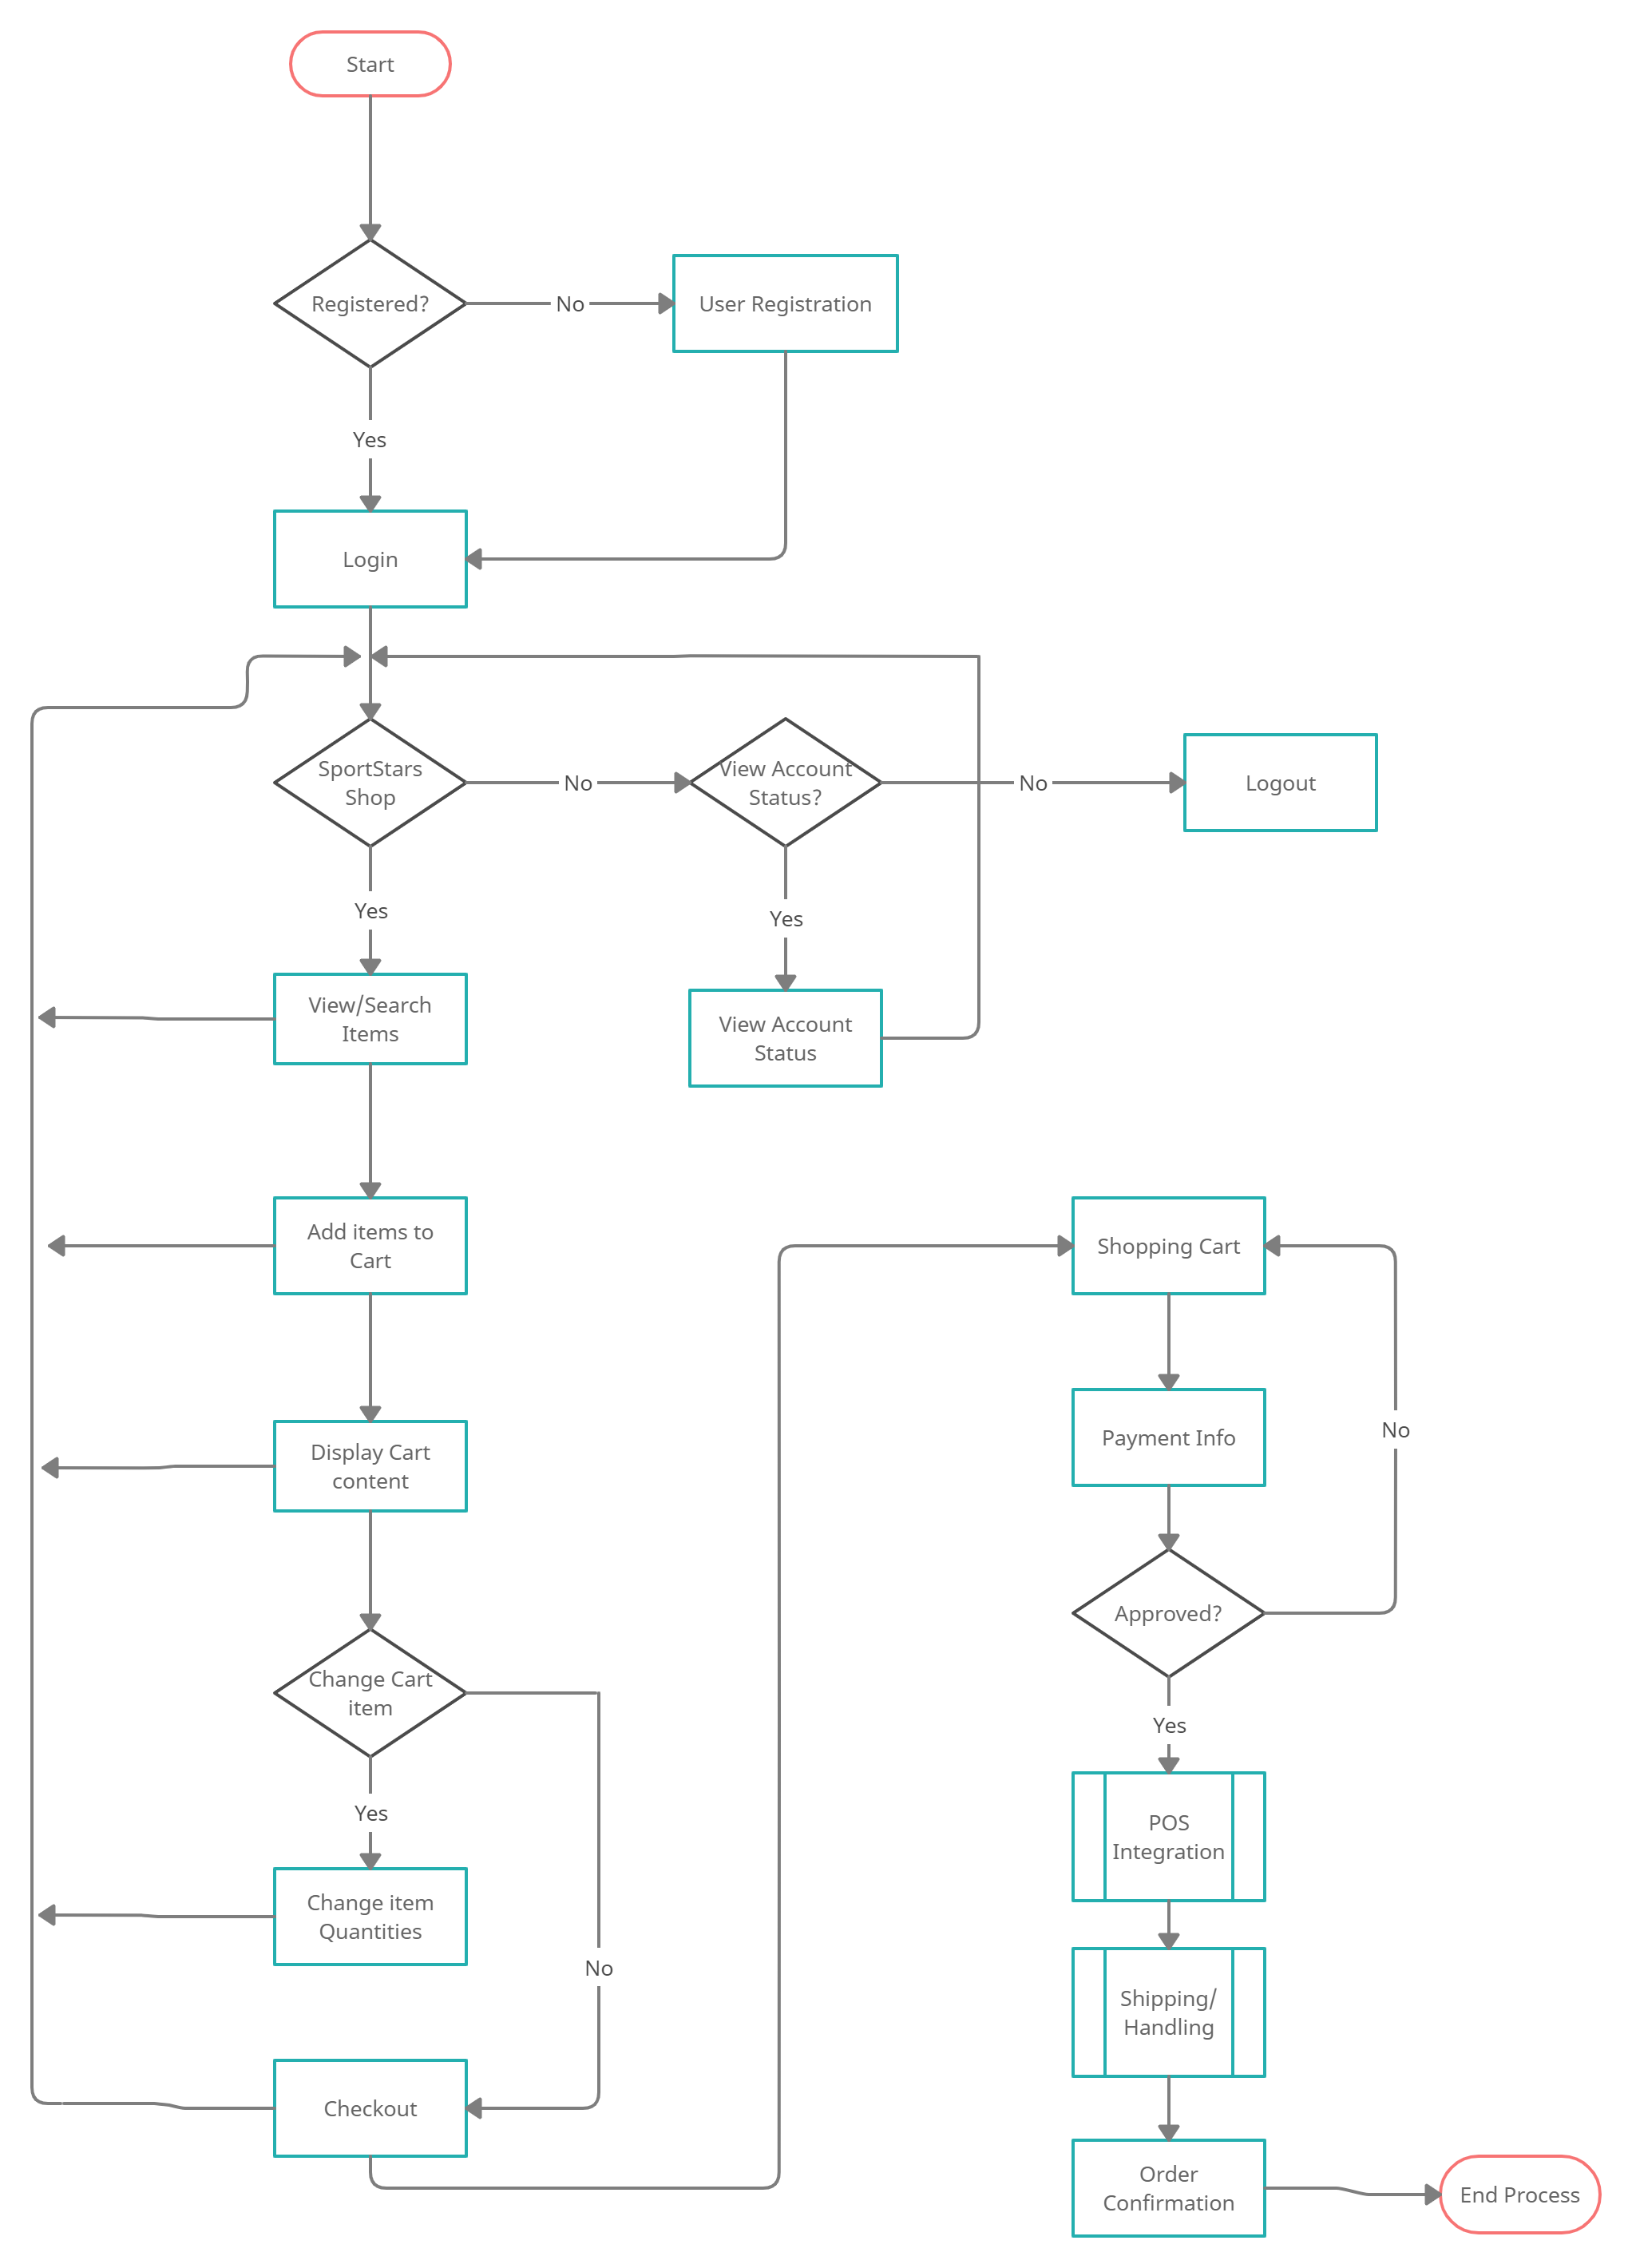 Start
Registered?
No
User Registration
Yes
Login
SportStars
Shop
No
View Account
Status?
No
Logout
Yes
Yes
View/Search
Items
View Account
Status
Add items to
Cart
Shopping Cart
Display Cart
content
Payment Info
No
Approved?
Change Cart
item
Yes
Yes
POS
Integration
Change item
Quantities
No
Shipping/
Handling
Checkout
Order
Confirmation
End Process